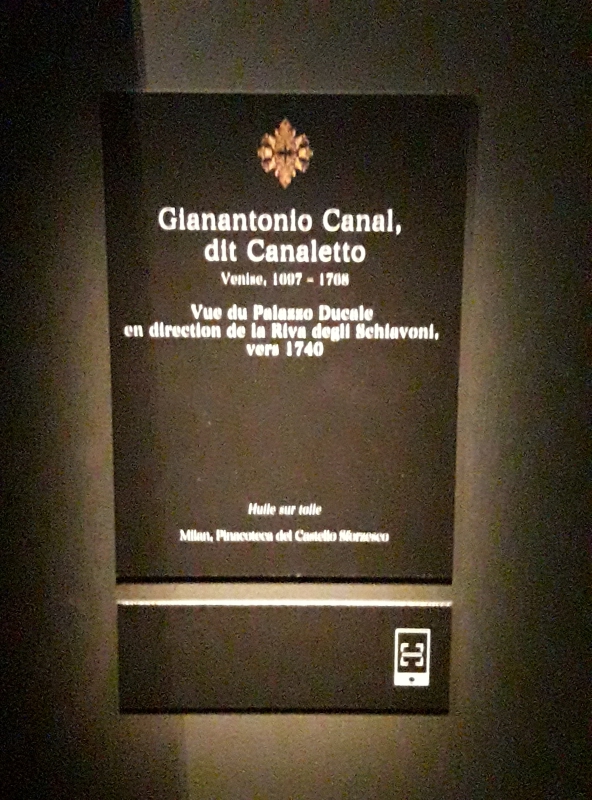 Gianantonio Canal,
dit Canaletto
Venise, 1697 - 1768
Vue du Palazzo Ducale
en direction de la Riva degli Schiavoni,
vers 1740
Huile sur toile
Milan, Pinacoteca del Castello Sforzesco